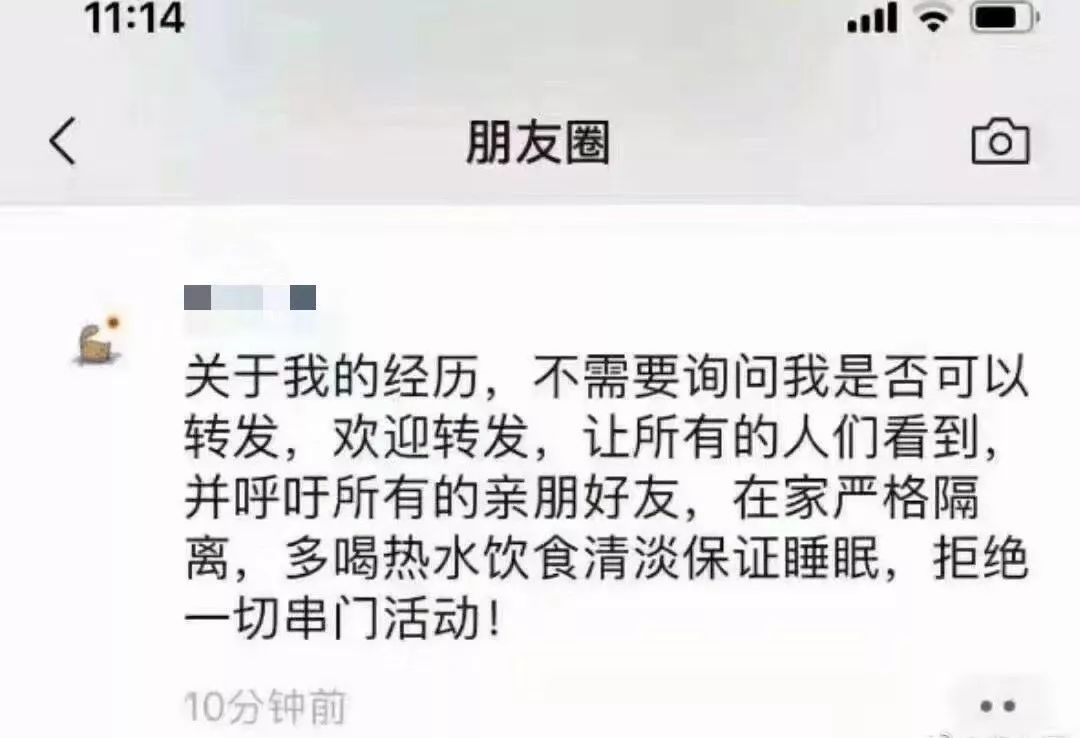 11:14
朋友圈
关于我的经历，不需要询问我是否可以
转发，欢迎转发，让所有的人们看到，
并呼吁所有的亲朋好友，在家严格隔
离，多喝热水饮食清淡保证睡眠，拒绝
一切串门活动！
10分钟前